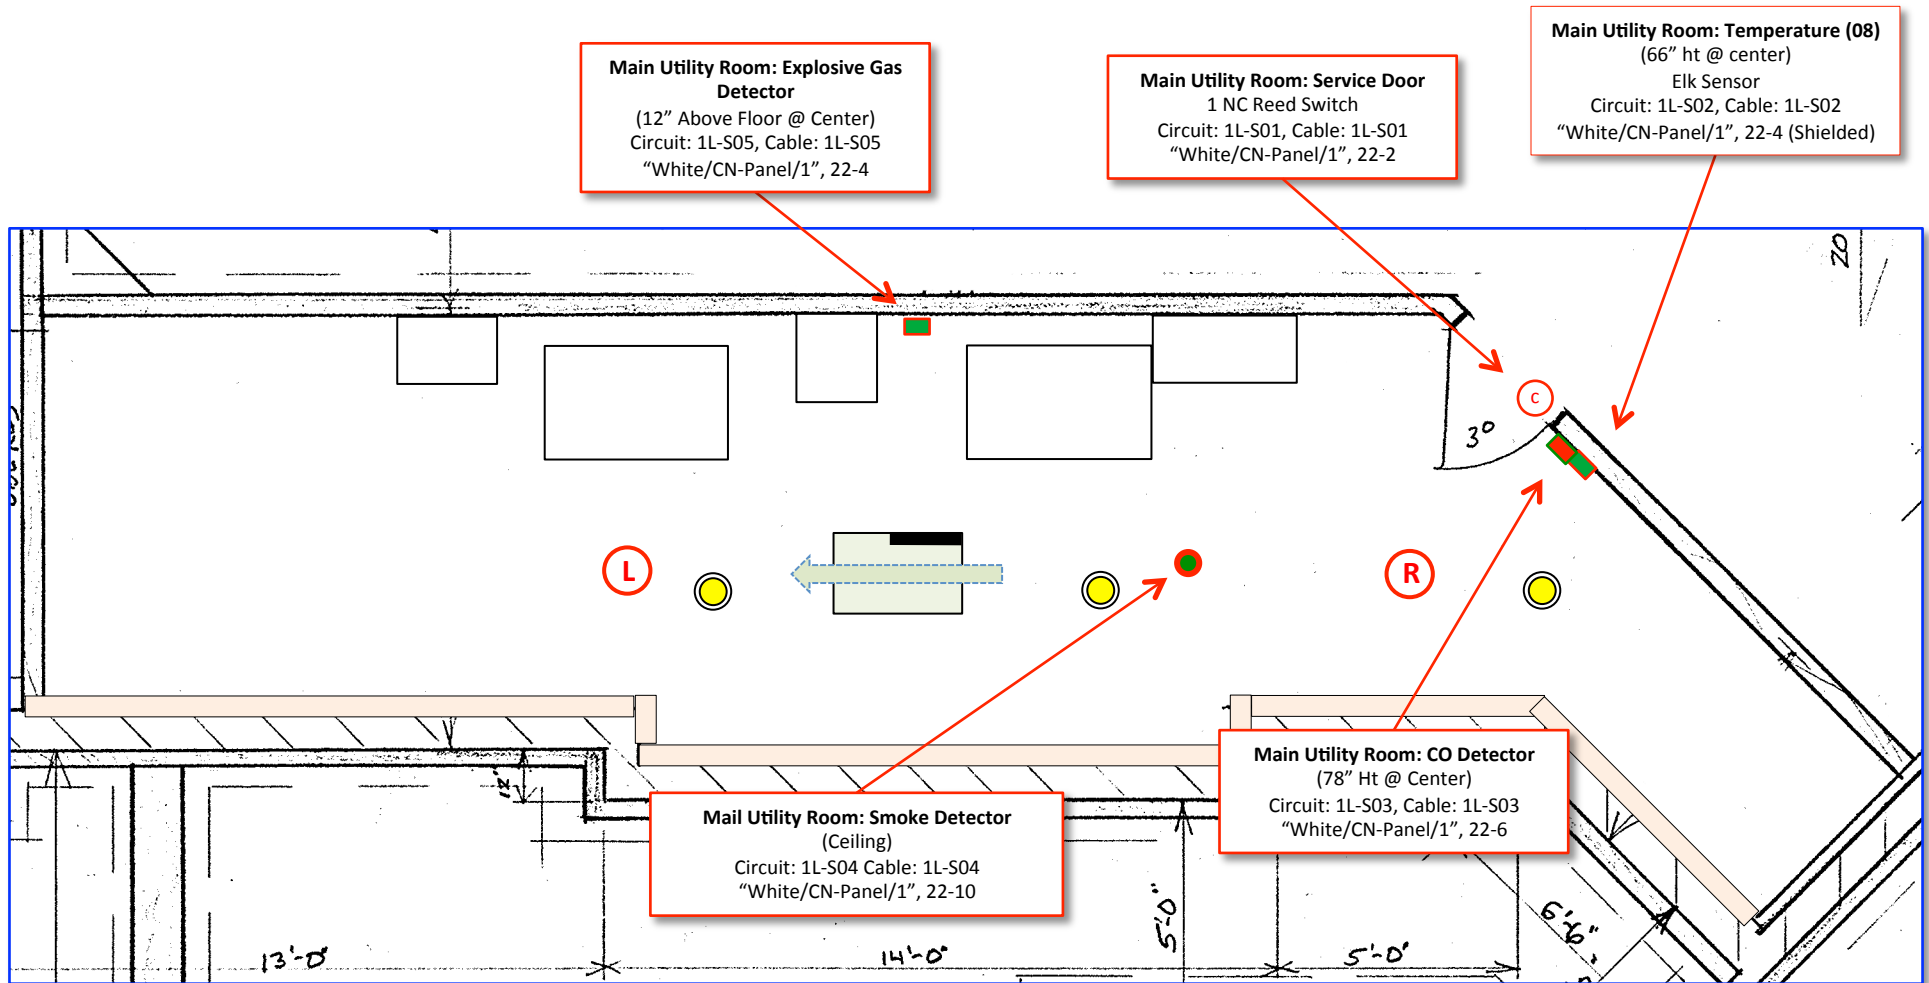 Main Utility Room: Temperature (08)
(66” ht @ center)
Elk Sensor
Circuit: 1L-S02, Cable: 1L-S02
“White/CN-Panel/1”, 22-4 (Shielded)
Main Utility Room: Explosive Gas
Detector
(12” Above Floor @ Center)
Circuit: 1L-S05, Cable: 1L-S05
“White/CN-Panel/1”, 22-4
Main Utility Room: Service Door
1 NC Reed Switch
Circuit: 1L-S01, Cable: 1L-S01
“White/CN-Panel/1”, 22-2
20
C
3⁰
L
R
Main Utility Room: CO Detector
(78” Ht @ Center)
Circuit: 1L-S03, Cable: 1L-S03
“White/CN-Panel/1”, 22-6
12"
Mail Utility Room: Smoke Detector
(Ceiling)
Circuit: 1L-S04 Cable: 1L-S04
“White/CN-Panel/1”, 22-10
5'-0"
6'-6"
13'-0"
14'-0"
5'-0"